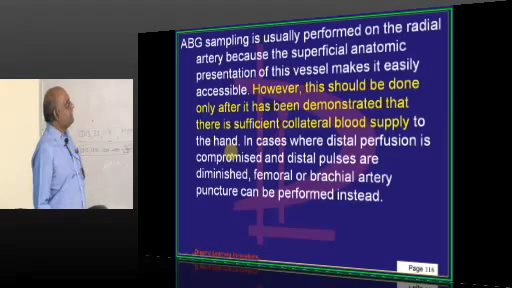 ABG sampling is usually performed on the radial
artery because the superficial anatomic
presentation of this vessel makes it easily
accessible. However, this should be done
only after it has been demonstrated that
there is sufficient collateral blood supply to
the hand. In cases where distal perfusion is
compromised and distal pulses are
diminished, femoral or brachial artery
puncture can be performed instead.
Page 118